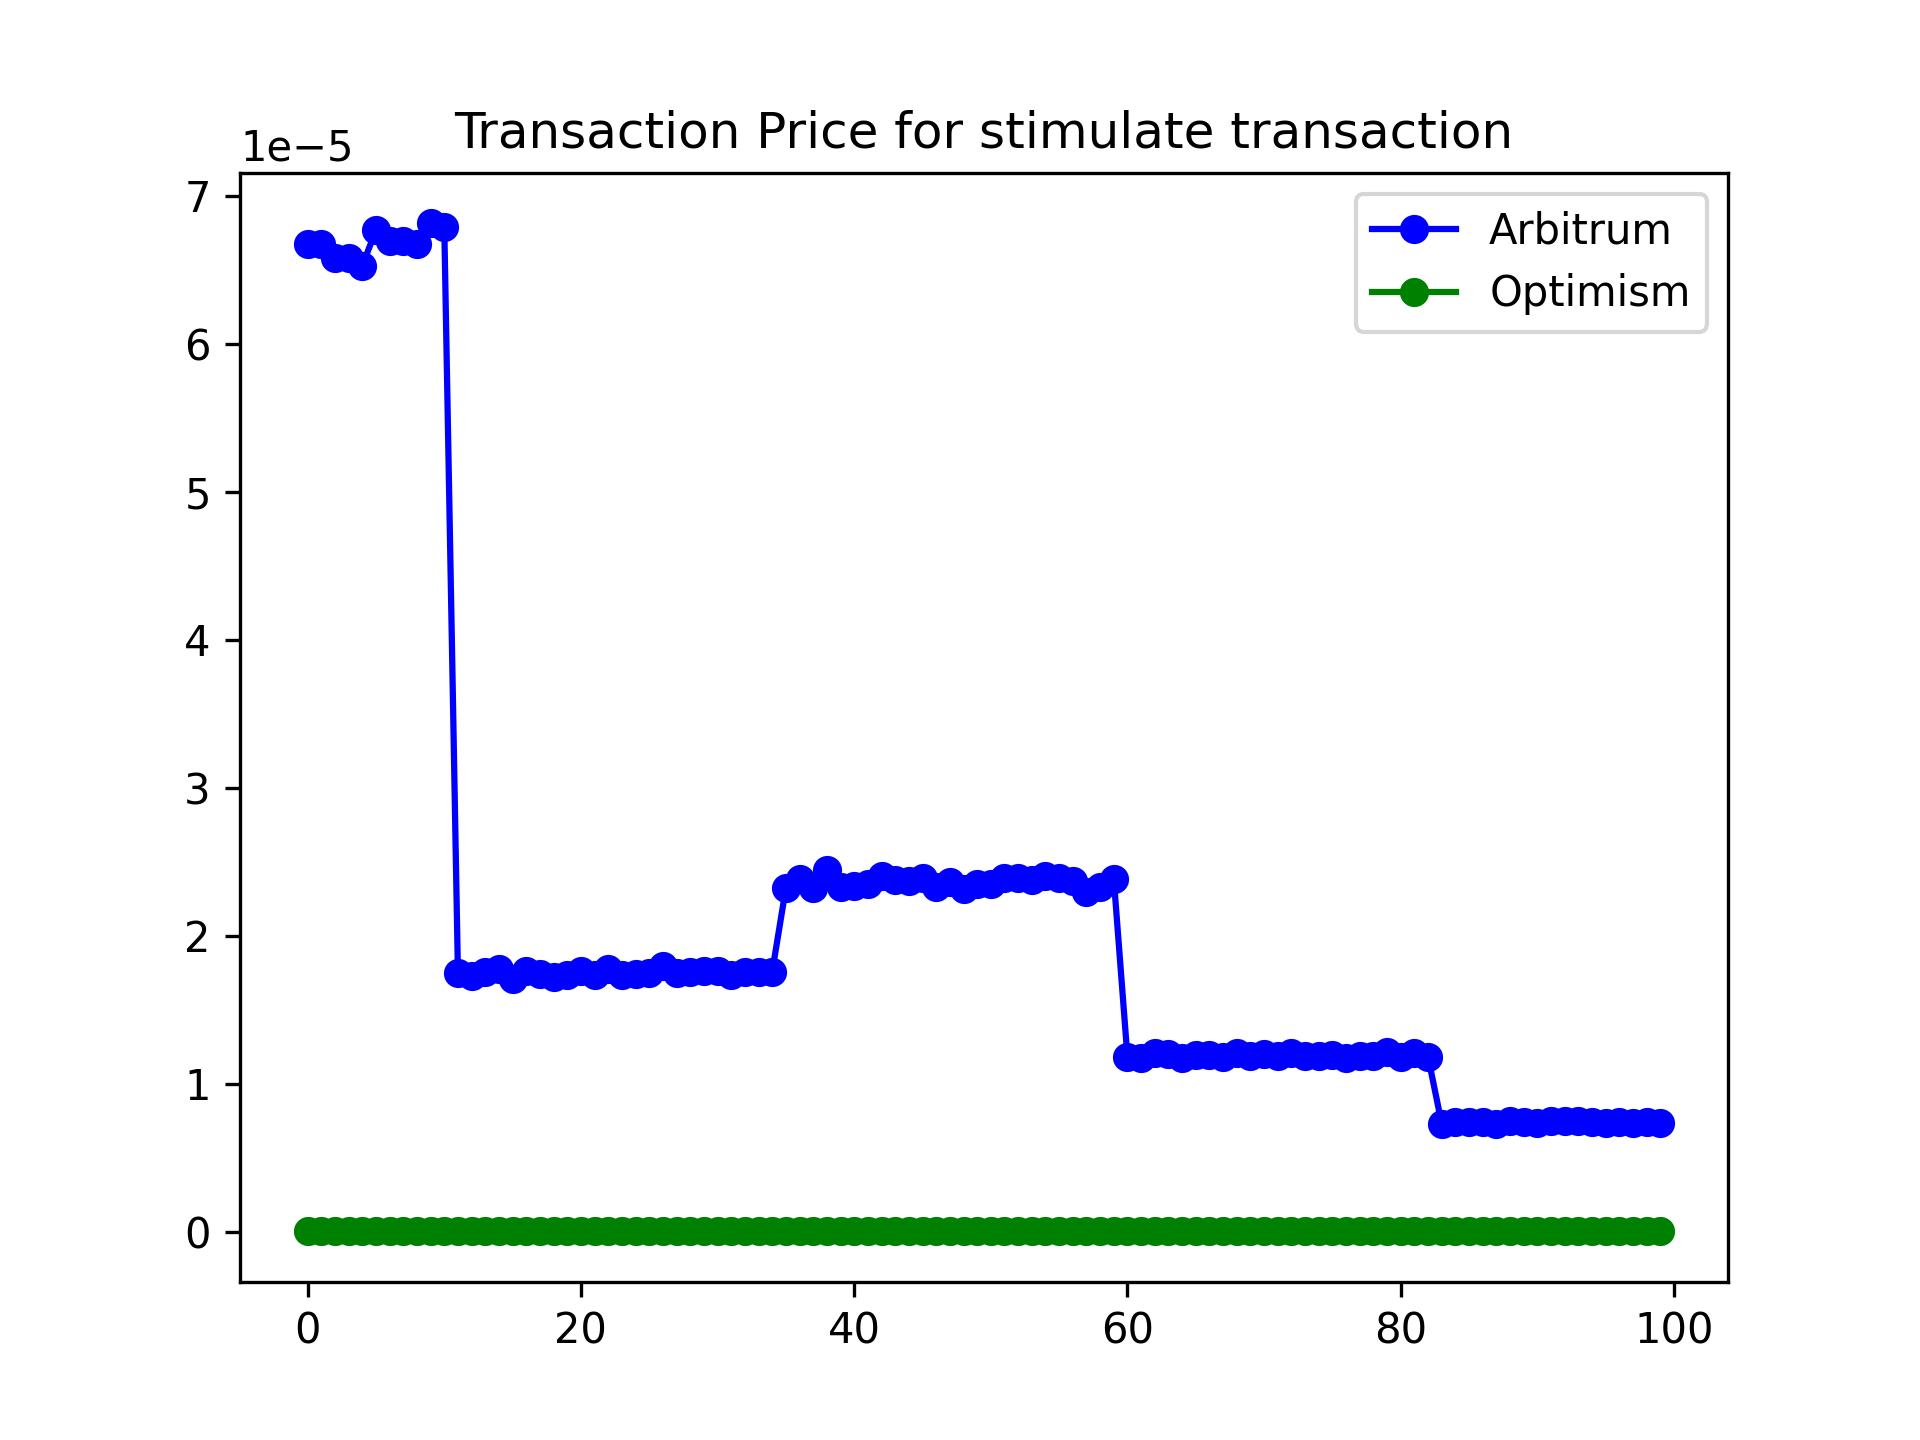 Transaction Price for stimulate transaction
1e−5
7
6
5
4
3
2
1
0
Arbitrum
Optimism
0 20 40 60 80 100